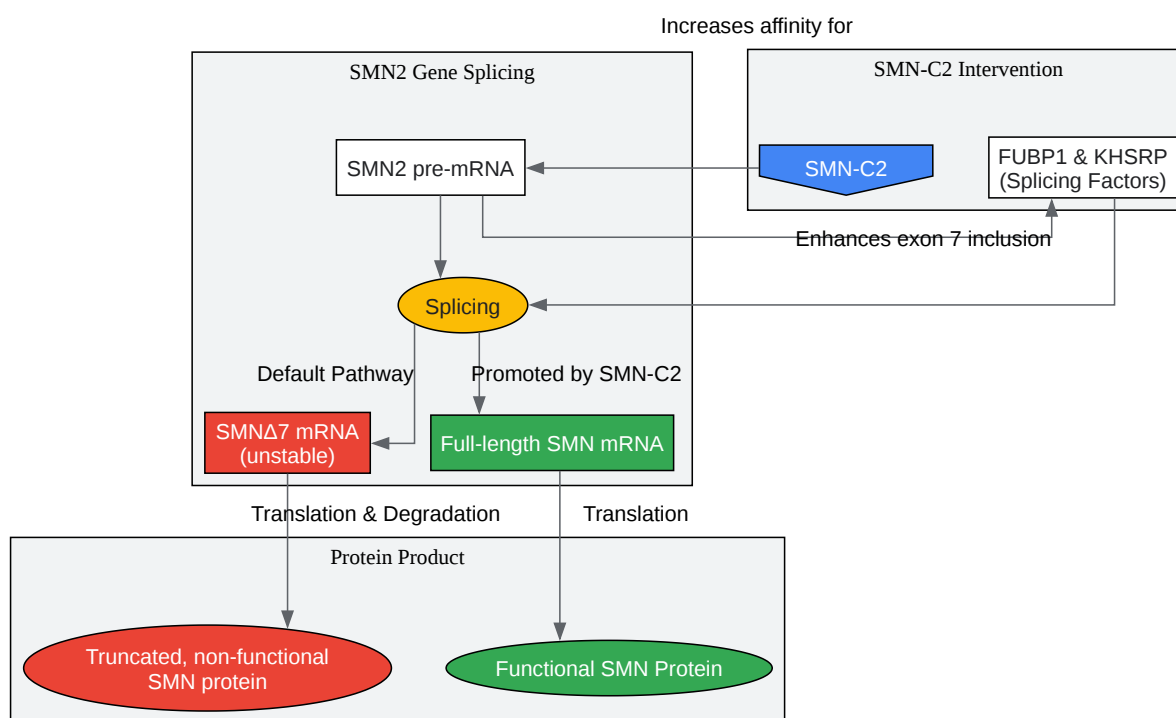 Increases affinity for
SMN2 Gene Splicing
SMN-C2 Intervention
SMN2 pre-mRNA
SMN-C2
FUBP1 & KHSRP
(Splicing Factors)
Enhances exon 7 inclusion
Splicing
Default Pathway
Promoted by SMN-C2
SMNΔ7 mRNA
(unstable)
Full-length SMN mRNA
Translation & Degradation
Translation
Protein Product
Truncated, non-functional
SMN protein
Functional SMN Protein